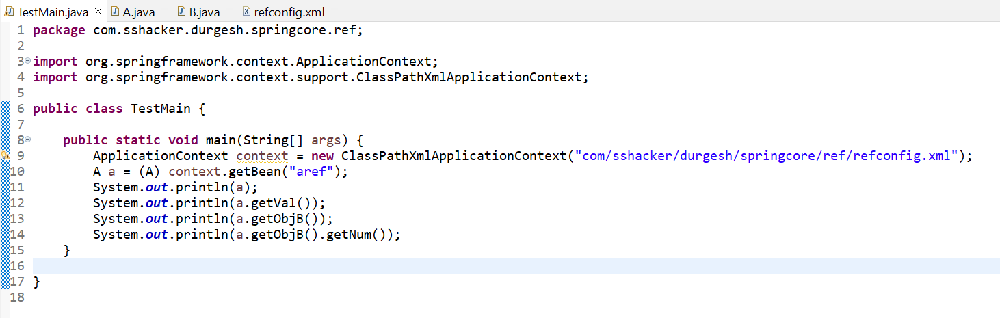 TestMain.java A.java B.java refconfig.xml
1 package com.sshacker.durgesh.springcore.ref;
2
3 import org.springframework.context.ApplicationContext;
4 import org.springframework.context.support.ClassPathXmlApplicationContext;
5
6 public class TestMain {
7
8     public static void main(String[] args) {
9         ApplicationContext context = new ClassPathXmlApplicationContext("com/sshacker/durgesh/springcore/ref/refconfig.xml");
10         A a = (A) context.getBean("aref");
11         System.out.println(a);
12         System.out.println(a.getVal());
13         System.out.println(a.getObjB());
14         System.out.println(a.getObjB().getNum());
15     }
16
17 }
18